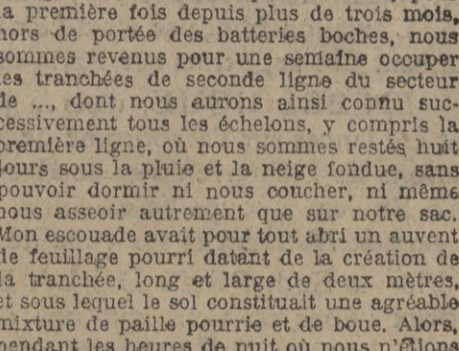 la première fois depuis plus de trois mois,
hors de portée des batteries boches, nous
sommes revenus pour une semaine occuper
les tranchées de seconde ligne du secteur
de ..., dont nous aurons ainsi connu suc-
cessivement tous les échelons, y compris la
première ligne, où nous sommes restés huit
jours sous la pluie et la neige fondue, sans
pouvoir dormir ni nous coucher, ni même
nous asseoir autrement que sur notre sac.
Mon escouade avait pour tout abri un auvent
de feuillage pourri datant de la création de
la tranchée, long et large de deux mètres,
et sous lequel le sol constituait une agréable
mixture de paille pourrie et de boue. Alors,
pendant les heures de nuit où nous n'étions